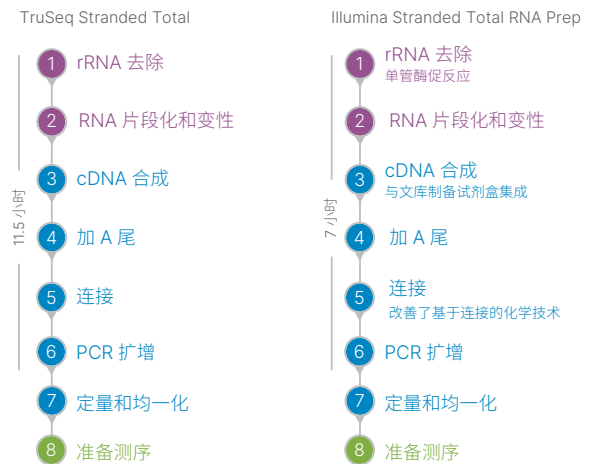 TruSeq Stranded Total
11.5 小时
1
rRNA 去除
2
RNA 片段化和变性
3
cDNA 合成
4
加 A 尾
5
连接
6
PCR 扩增
7
定量和均一化
8
准备测序
Illumina Stranded Total RNA Prep
7 小时
1
rRNA 去除
单管酶促反应
2
RNA 片段化和变性
3
cDNA 合成
与文库制备试剂盒集成
4
加 A 尾
5
连接
改善了基于连接的化学技术
6
PCR 扩增
7
定量和均一化
8
准备测序